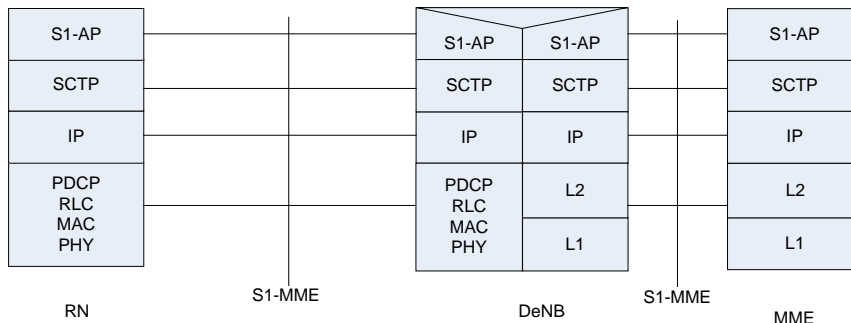 S1-AP
SCTP
IP
PDCP
RLC
MAC
PHY
RN
S1-MME
S1-AP
S1-AP
SCTP
SCTP
IP
IP
PDCP
RLC
MAC
PHY
L2
L1
DeNB
S1-MME
S1-AP
SCTP
IP
L2
L1
MME